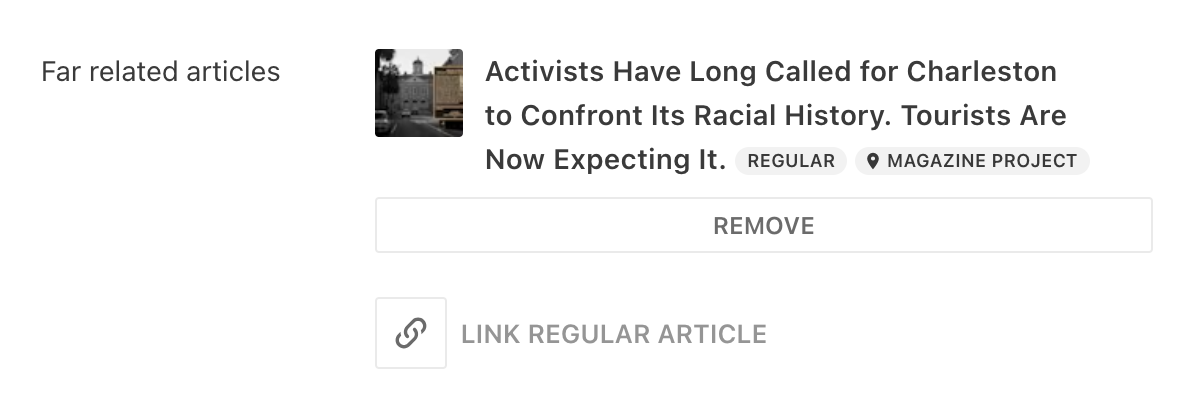 Far related articles
Activists Have Long Called for Charleston
to Confront Its Racial History. Tourists Are
Now Expecting It. REGULAR MAGAZINE PROJECT
REMOVE
LINK REGULAR ARTICLE